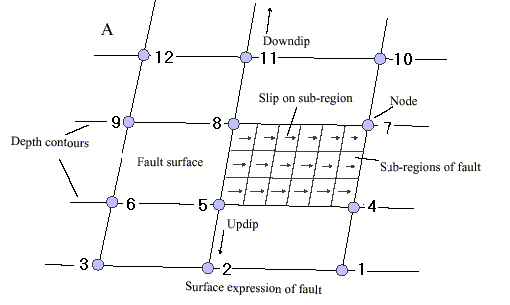 A
Downdip
12
11
10
Slip on sub-region
Node
9
8
7
Depth contours
Fault surface
Sub-regions of fault
6
5
4
Updip
3
2
1
Surface expression of fault